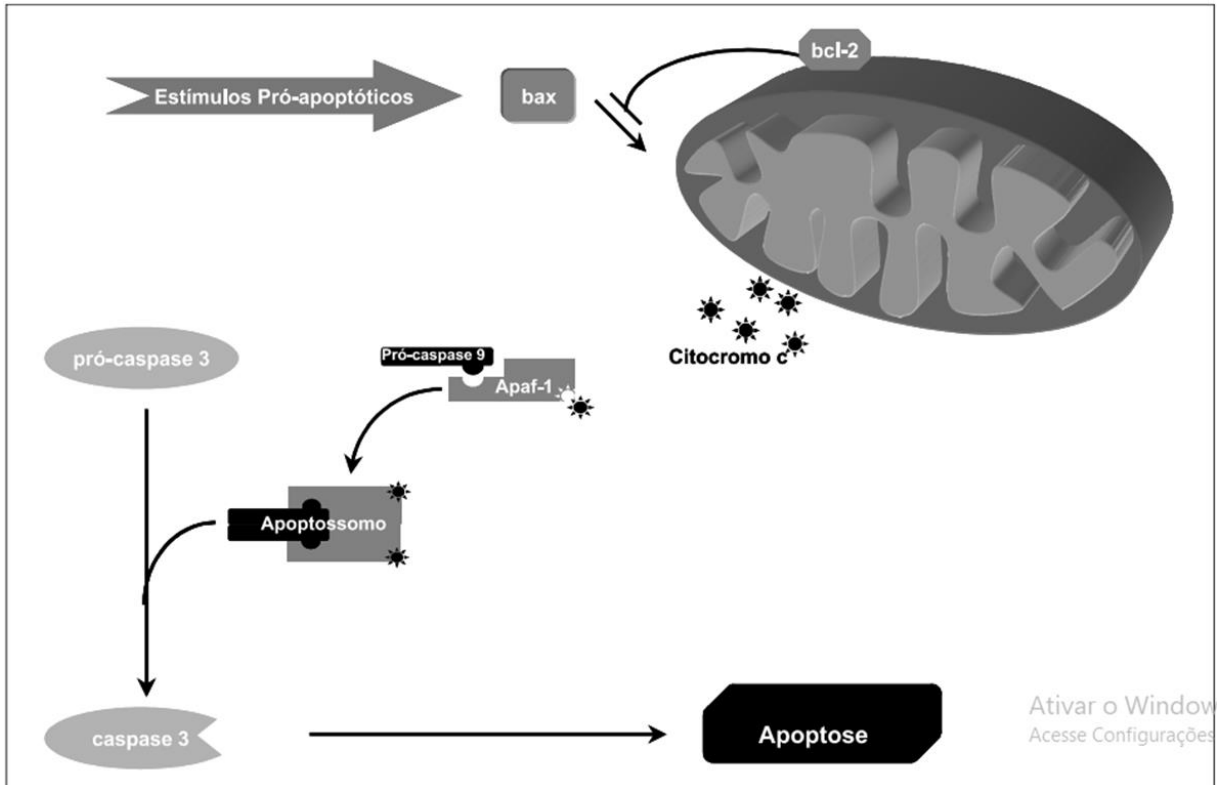 bcl-2
Estímulos Pró-apoptóticos
bax
Citocromo c
pró-caspase 3
Pró-caspase 9
Apaf-1
Apoptossomo
caspase 3
Apoptose
Ativar o Window
Acesse Configurações